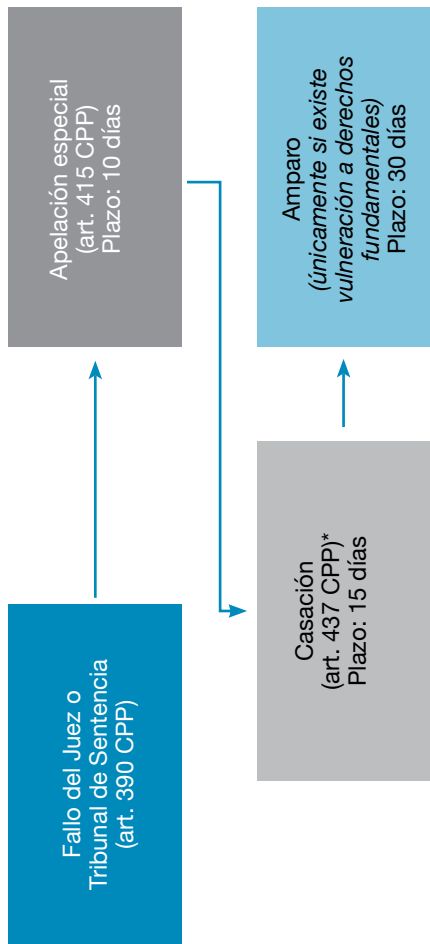 Fallo del Juez o
Tribunal de Sentencia
(art. 390 CPP)
Apelación especial
(art. 415 CPP)
Plazo: 10 días
Casación
(art. 437 CPP)*
Plazo: 15 días
Amparo
(únicamente si existe
vulneración a derechos
fundamentales)
Plazo: 30 días